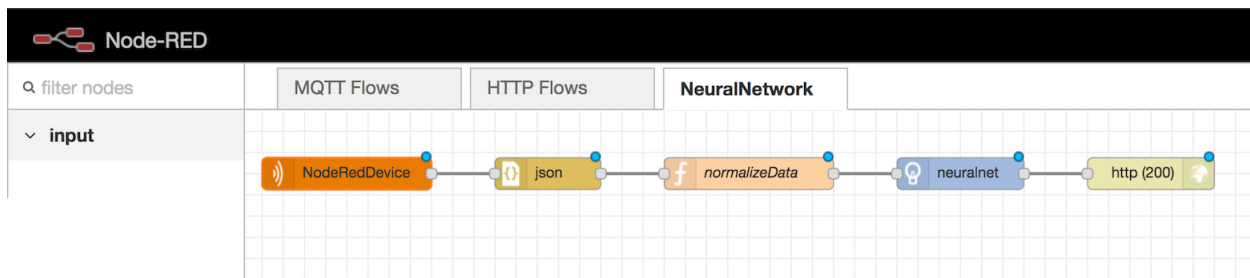 Node-RED
filter nodes
MQTT Flows
HTTP Flows
NeuralNetwork
input
NodeRedDevice
{} json
f normalizeData
neuralnet
http (200)